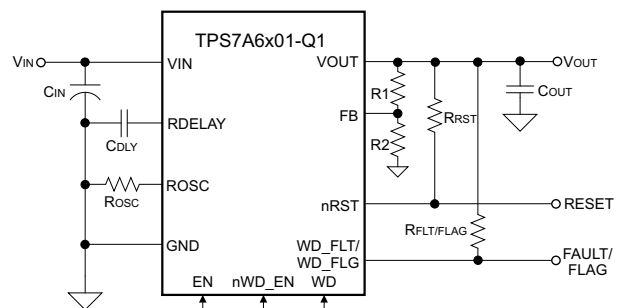 TPS7A6x01-Q1
VIN
VIN
VOUT
VOUT
CIN
R1
COUT
RDELAY
FB
RRST
CDLY
R2
ROSC
ROSC
nRST
RESET
RFLT/FLAG
GND
WD_FLT/
WD_FLG
FAULT/
FLAG
EN
nWD_EN
WD